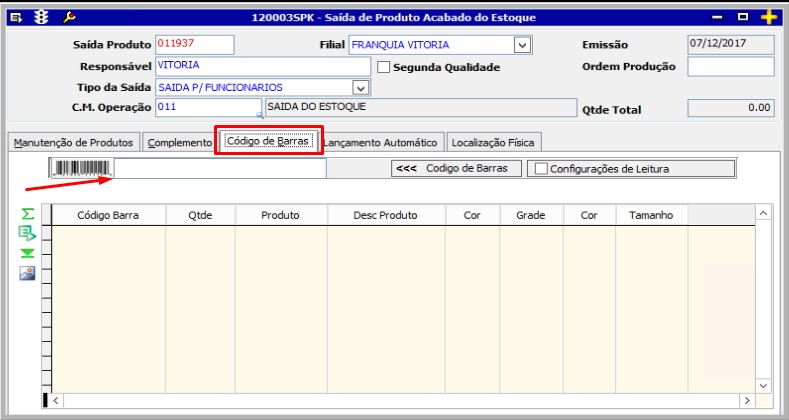 120003SPK - Saída de Produto Acabado do Estoque
Saída Produto 011937 Filial FRANQUIA VITORIA Emissão 07/12/2017
Responsável VITORIA Segunda Qualidade Ordem Produção
Tipo da Saída SAIDA P/ FUNCIONARIOS
C.M. Operação 011 SAIDA DO ESTOQUE Qtde Total 0.00
Manutenção de Produtos Complemento Código de Barras Lançamento Automático Localização Física
<<< Codigo de Barras Configurações de Leitura
Código Barra Qtde Produto Desc Produto Cor Grade Cor Tamanho